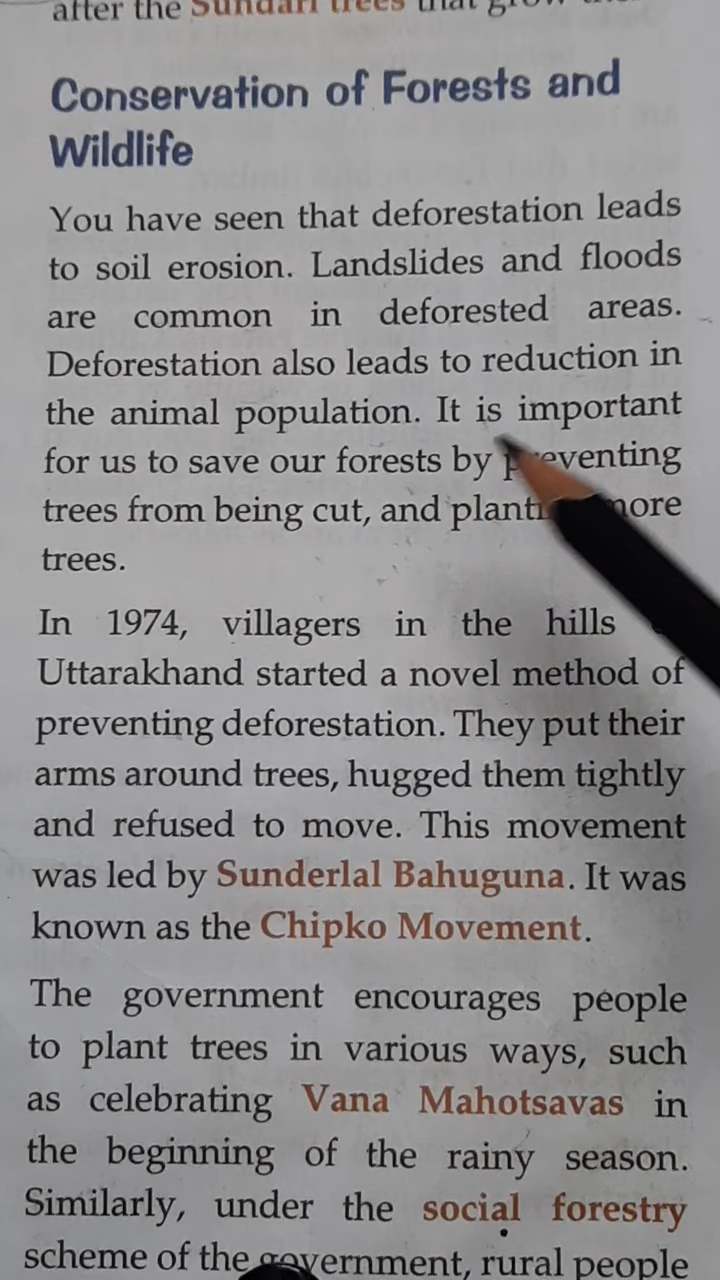 after the Sundari trees that grow
Conservation of Forests and
Wildlife
You have seen that deforestation leads
to soil erosion. Landslides and floods
are common in deforested areas.
Deforestation also leads to reduction in
the animal population. It is important
for us to save our forests by preventing
trees from being cut, and planting more
trees.
In 1974, villagers in the hills
Uttarakhand started a novel method of
preventing deforestation. They put their
arms around trees, hugged them tightly
and refused to move. This movement
was led by Sunderlal Bahuguna. It was
known as the Chipko Movement.
The government encourages people
to plant trees in various ways, such
as celebrating Vana Mahotsavas in
the beginning of the rainy season.
Similarly, under the social forestry
scheme of the government, rural people